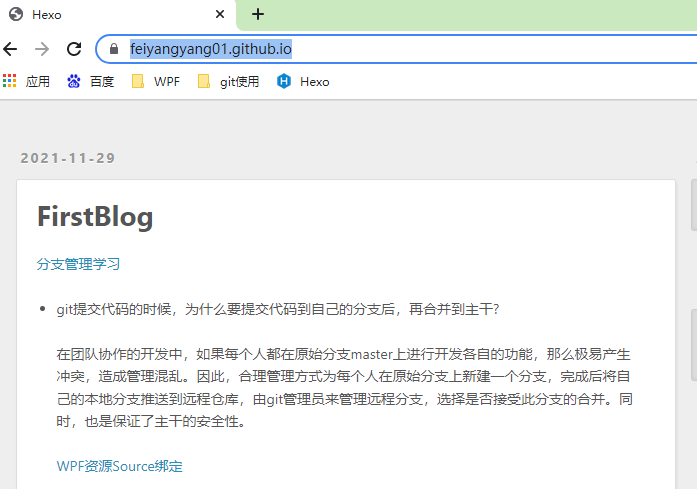 Hexo
feiyangyang01.github.io
应用 百度 WPF git使用 Hexo
2021-11-29
FirstBlog
分支管理学习
git提交代码的时候，为什么要提交代码到自己的分支后，再合并到主干?
在团队协作的开发中，如果每个人都在原始分支master上进行开发各自的功能，那么极易产生
冲突，造成管理混乱。因此，合理管理方式为每个人在原始分支上新建一个分支，完成后将自
己的本地分支推送到远程仓库，由git管理员来管理远程分支，选择是否接受此分支的合并。同
时，也是保证了主干的安全性。
WPF资源Source绑定